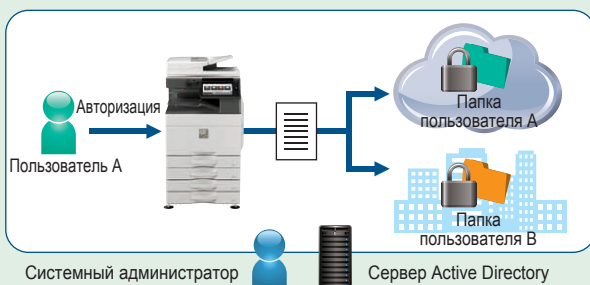 Авторизация
Пользователь А
Папка
пользователя А
Папка
пользователя В
Системный администратор
Сервер Active Directory